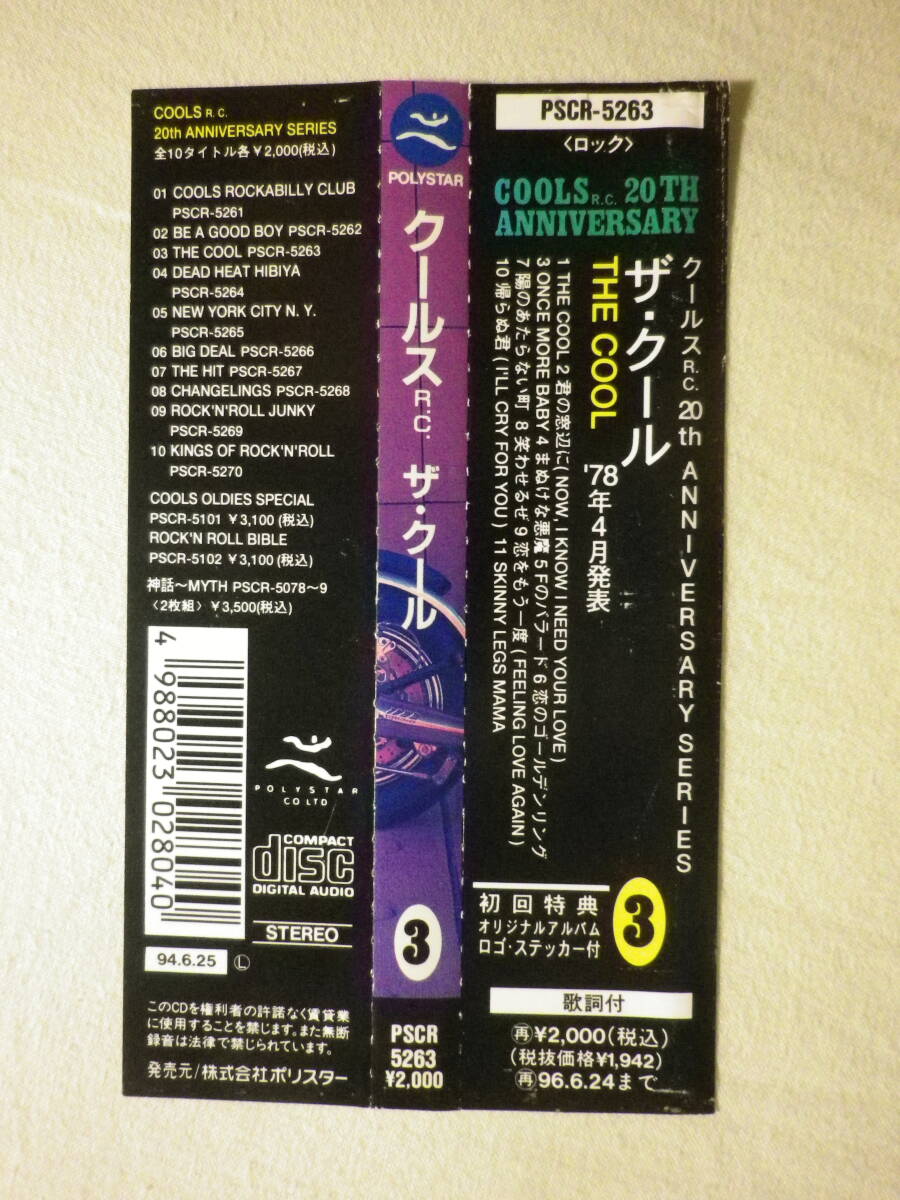 COOLS R. C.
20th ANNIVERSARY SERIES
全10タイトル各￥2,000(税込)
01 COOLS ROCKABILLY CLUB
PSCR-5261
02 BE A GOOD BOY PSCR-5262
03 THE COOL PSCR-5263
04 DEAD HEAT HIBIYA
PSCR-5264
05 NEW YORK CITY N. Y.
PSCR-5265
06 BIG DEAL PSCR-5266
07 THE HIT PSCR-5267
08 CHANGELINGS PSCR-5268
09 ROCK'N'ROLL JUNKY
PSCR-5269
10 KINGS OF ROCK'N'ROLL
PSCR-5270
COOLS OLDIES SPECIAL
PSCR-5101 ￥3,100 (税込)
ROCK'N ROLL BIBLE
PSCR-5102 ￥3,100 (税込)
神話～MYTH PSCR-5078～9
〈2枚組〉￥3,500(税込)
4 988023 028040
POLYSTAR
CO LTD
COMPACT
disc
DIGITAL AUDIO
STEREO
94.6.25 Ⓛ
このCDを権利者の許諾なく賃貸業
に使用することを禁じます。また無断
録音は法律で禁じられています。
発売元/株式会社ポリスター
POLYSTAR
クールスR.C. ザ・クール
3
PSCR
5263
¥2,000
PSCR-5263
〈ロック〉
COOLS R.C. 20TH
ANNIVERSARY
クールスR.C. 20th ANNIVERSARY SERIES
ザ・クール
THE COOL '78年4月発表
1 THE COOL 2 君の窓辺に(NOW, I KNOW I NEED YOUR LOVE)
3 ONCE MORE BABY 4 まぬけな悪魔 5 Fのバラード 6 恋のゴールデンリング
7 陽のあたらない町 8 笑わせるぜ 9 恋をもう一度(FEELING LOVE AGAIN)
10 帰らぬ君(I'LL CRY FOR YOU) 11 SKINNY LEGS MAMA
3
初回特典
オリジナルアルバム
ロゴ・ステッカー付
歌詞付
再¥2,000(税込)
(税抜価格¥1,942)
再96.6.24まで